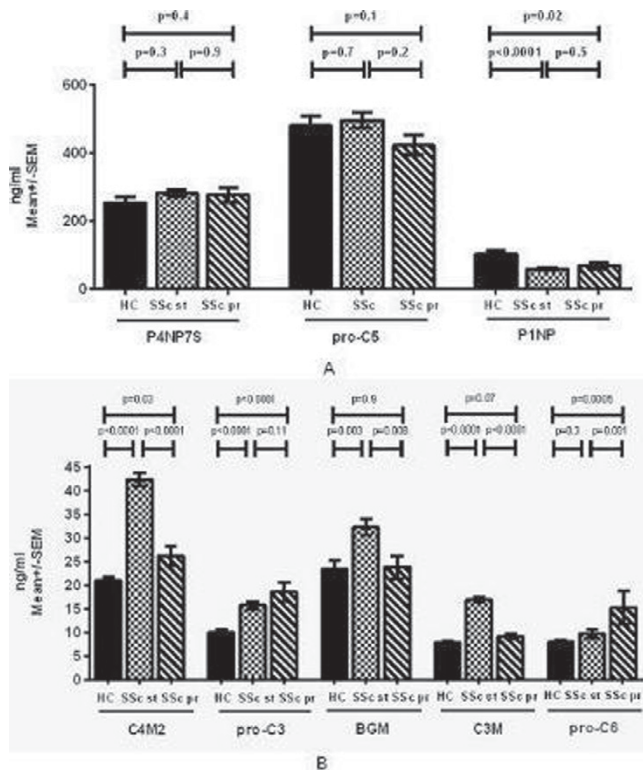 p=0.4 p=0.1 p=0.02
p=0.3 p=0.9 p=0.7 p=0.2 p<0.0001 p=0.5
600
400
200
0
ng/ml
Mean+/-SEM
HC SSc st SSc pr HC SSc SSc pr HC SSc st SSc pr
P4NP7S pro-C5 P1NP
A
p=0.03 p<0.0001 p=0.9 p=0.07 p=0.0005
p<0.0001 p<0.0001 p<0.0001 p=0.11 p=0.003 p=0.008 p<0.0001 p<0.0001 p=0.3 p=0.001
45
40
35
30
25
20
15
10
5
0
ng/ml
Mean+/-SEM
HC SSc st SSc pr HC SSc st SSc pr HC SSc st SSc pr HC SSc st SSc pr HC SSc st SSc pr
C4M2 pro-C3 BGM C3M pro-C6
B